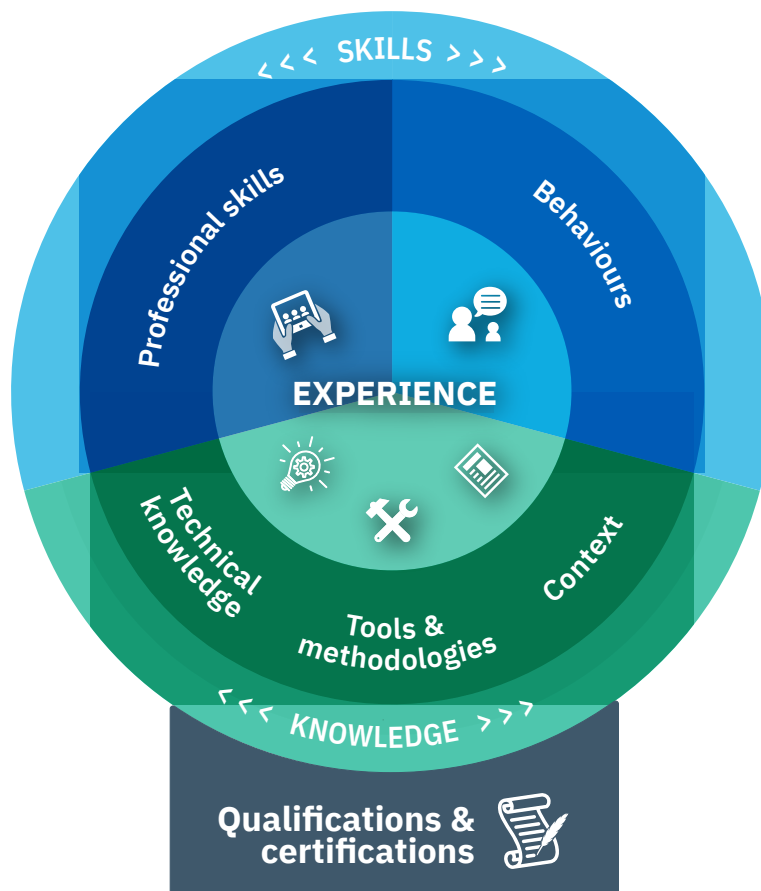 <<< SKILLS >>>
Professional skills
Behaviours
EXPERIENCE
Technical
knowledge
Tools &
methodologies
Context
<<< KNOWLEDGE >>>
Qualifications &
certifications